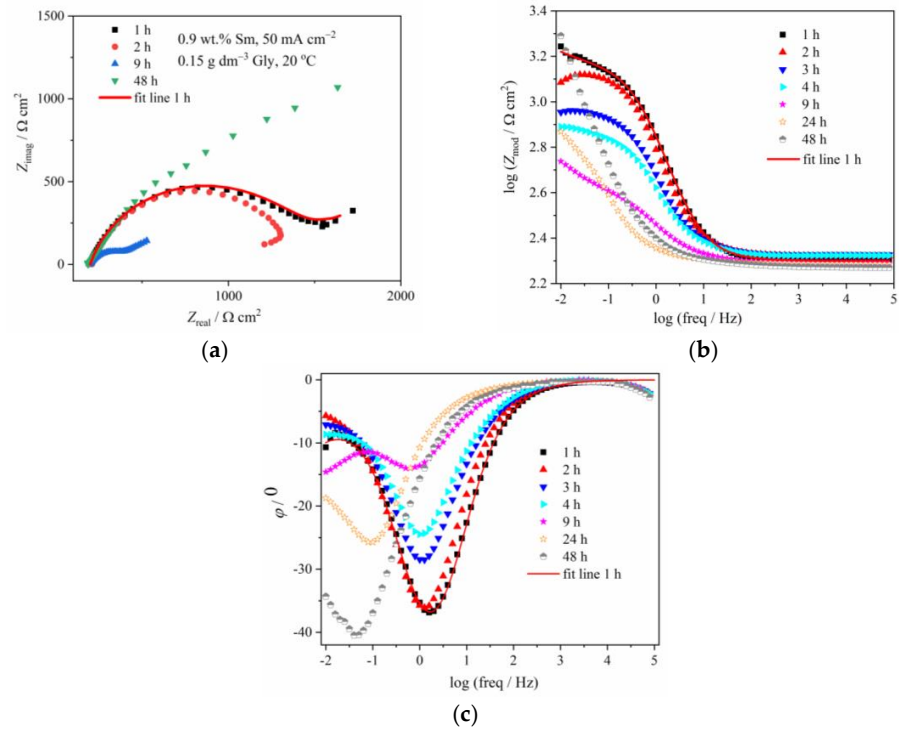 1500
1000
500
0
Zimag / Ω cm2
1 h
2 h
9 h
48 h
fit line 1 h
0.9 wt.% Sm, 50 mA cm−2
0.15 g dm−3 Gly, 20 °C
1000
2000
Zreal / Ω cm2
(a)
3.4
3.2
3.0
2.8
2.6
2.4
2.2
log (Zmod / Ω cm2)
1 h
2 h
3 h
4 h
9 h
24 h
48 h
fit line 1 h
-2 -1 0 1 2 3 4 5
log (freq / Hz)
(b)
0
-10
-20
-30
-40
φ / 0
1 h
2 h
3 h
4 h
9 h
24 h
48 h
fit line 1 h
-2 -1 0 1 2 3 4 5
log (freq / Hz)
(c)